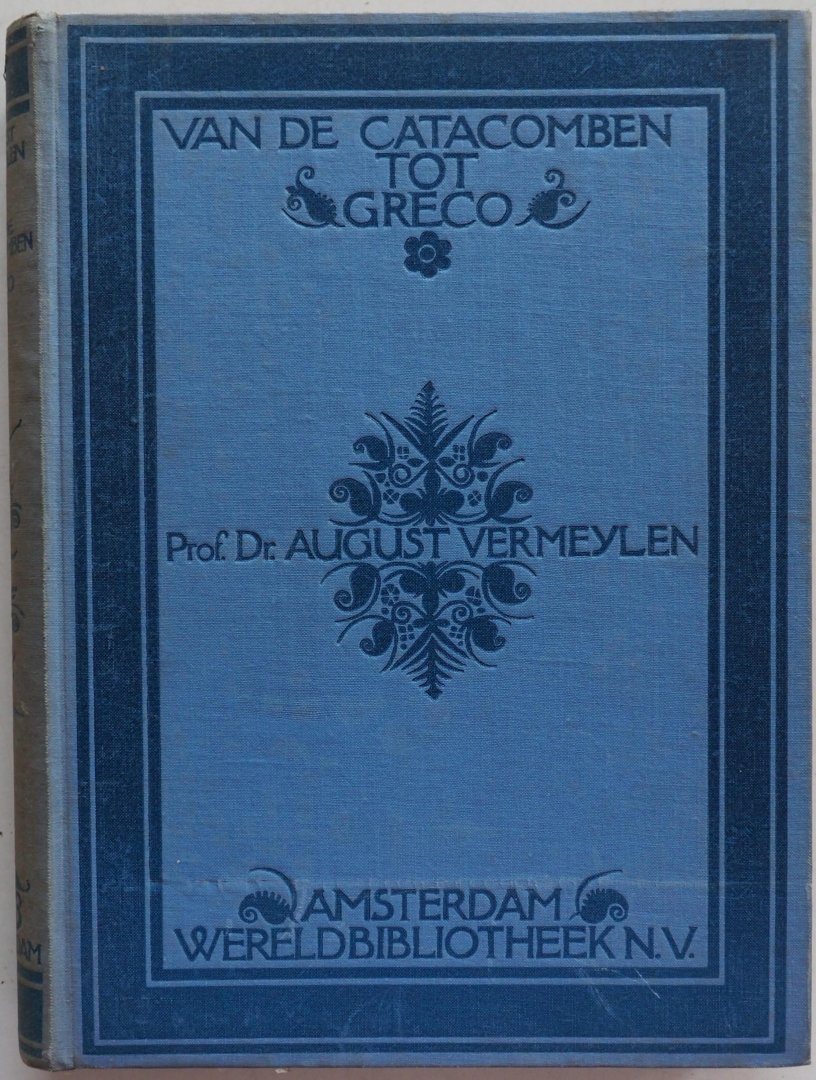 VAN DE CATACOMBEN
TOT
GRECO
Prof. Dr. AUGUST VERMEYLEN
AMSTERDAM
WERELDBIBLIOTHEEK N.V.